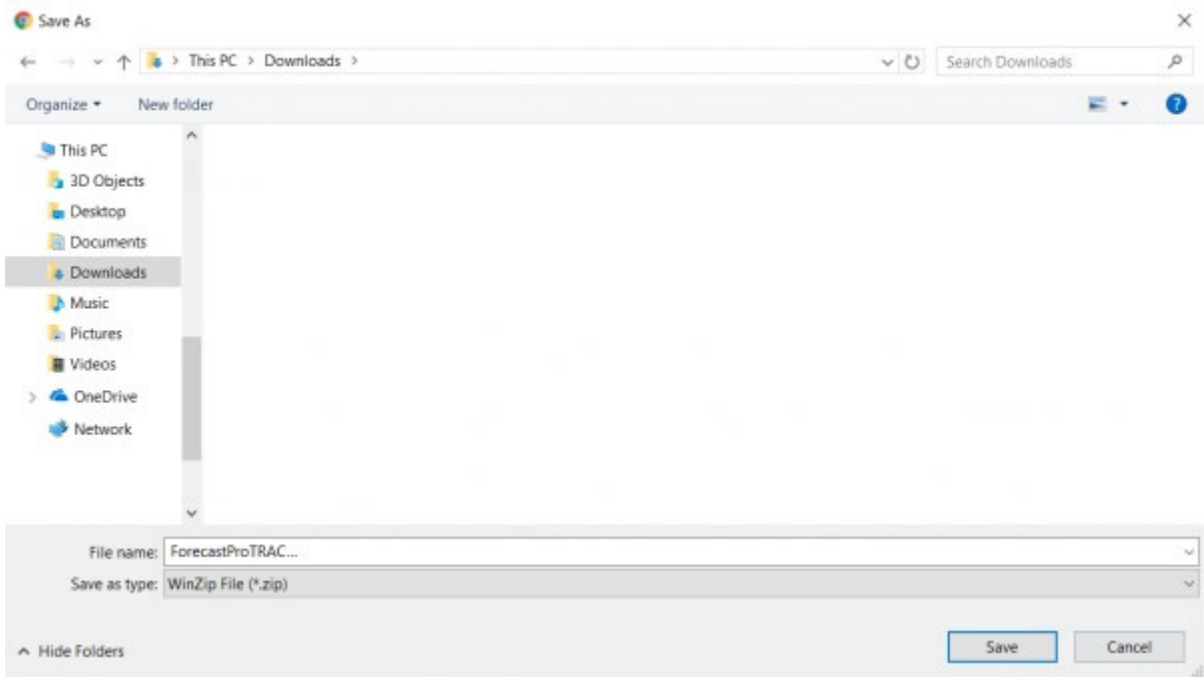 Save As
This PC > Downloads >
Search Downloads
Organize
New folder
This PC
3D Objects
Desktop
Documents
Downloads
Music
Pictures
Videos
OneDrive
Network
File name: ForecastProTRAC...
Save as type: WinZip File (*.zip)
Hide Folders
Save
Cancel